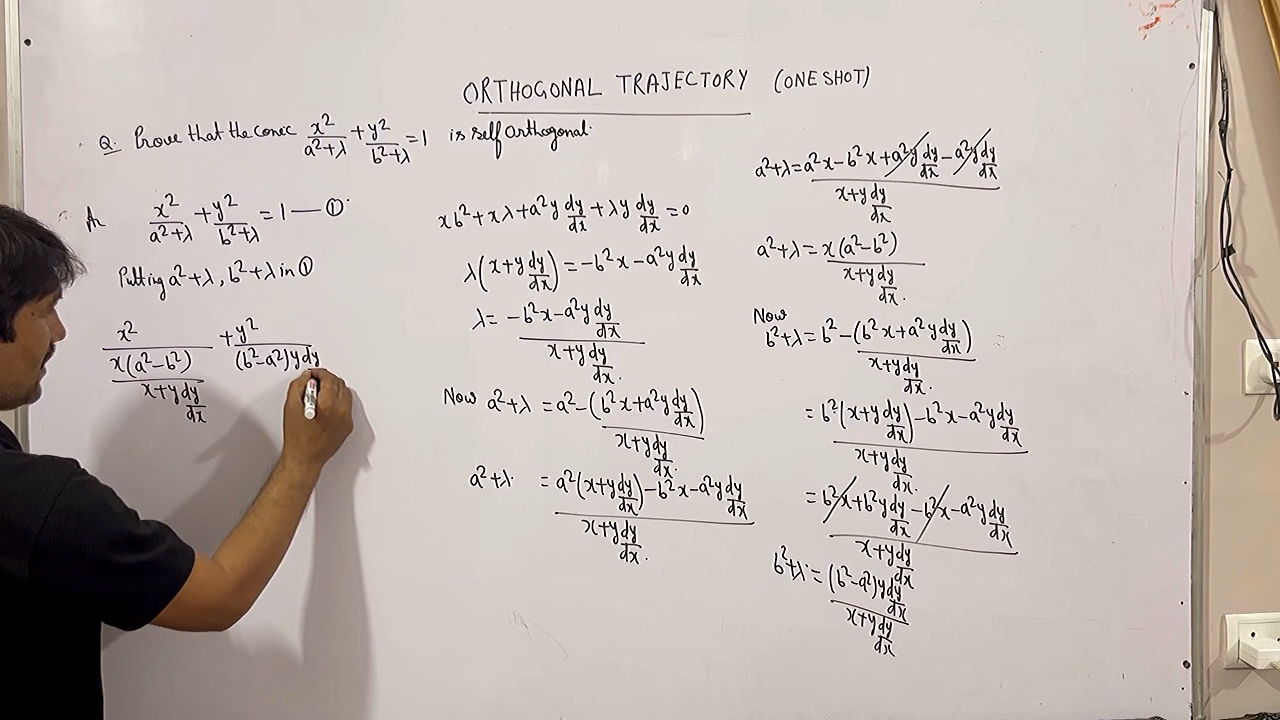 ORTHOGONAL TRAJECTORY (ONE SHOT)
Q. Prove that the conic x²/(a²+λ) + y²/(b²+λ) = 1 is self orthogonal.
x²/(a²+λ) + y²/(b²+λ) = 1 — ①
Putting a²+λ, b²+λ in ①
x²/(x(a²-b²)/(x+y dy/dx)) + y²/((b²-a²)y dy
xb²+xλ+a²y dy/dx+λy dy/dx = 0
λ(x+y dy/dx) = -b²x-a²y dy/dx
λ = (-b²x-a²y dy/dx)/(x+y dy/dx).
Now a²+λ = a²-(b²x+a²y dy/dx)/(x+y dy/dx).
a²+λ. = (a²(x+y dy/dx)-b²x-a²y dy/dx)/(x+y dy/dx).
a²+λ = (a²x-b²x+a²y dy/dx-a²y dy/dx)/(x+y dy/dx)
a²+λ = x(a²-b²)/(x+y dy/dx).
Now
b²+λ = b²-(b²x+a²y dy/dx)/(x+y dy/dx).
= (b²(x+y dy/dx)-b²x-a²y dy/dx)/(x+y dy/dx).
= (b²x+b²y dy/dx-b²x-a²y dy/dx)/(x+y dy/dx)
b²+λ. = (b²-a²)y dy/dx/(x+y dy/dx)